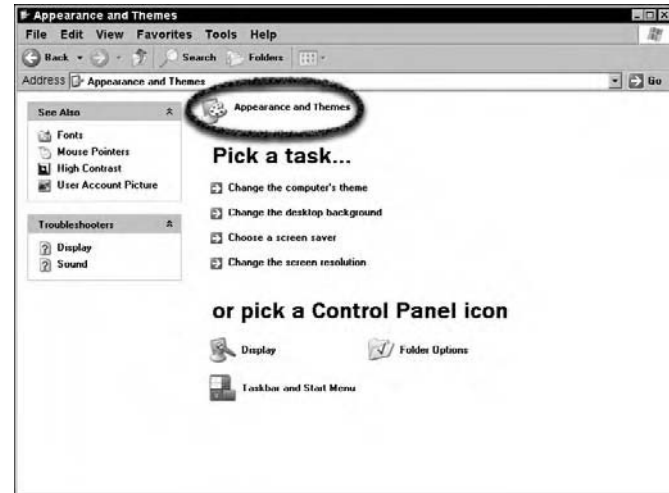 Appearance and Themes
File Edit View Favorites Tools Help
Back Search Folders
Address Appearance and Themes Go
See Also
Fonts
Mouse Pointers
High Contrast
User Account Picture
Troubleshooters
Display
Sound
Appearance and Themes
Pick a task...
Change the computer's theme
Change the desktop background
Choose a screen saver
Change the screen resolution
or pick a Control Panel icon
Display Folder Options
Taskbar and Start Menu